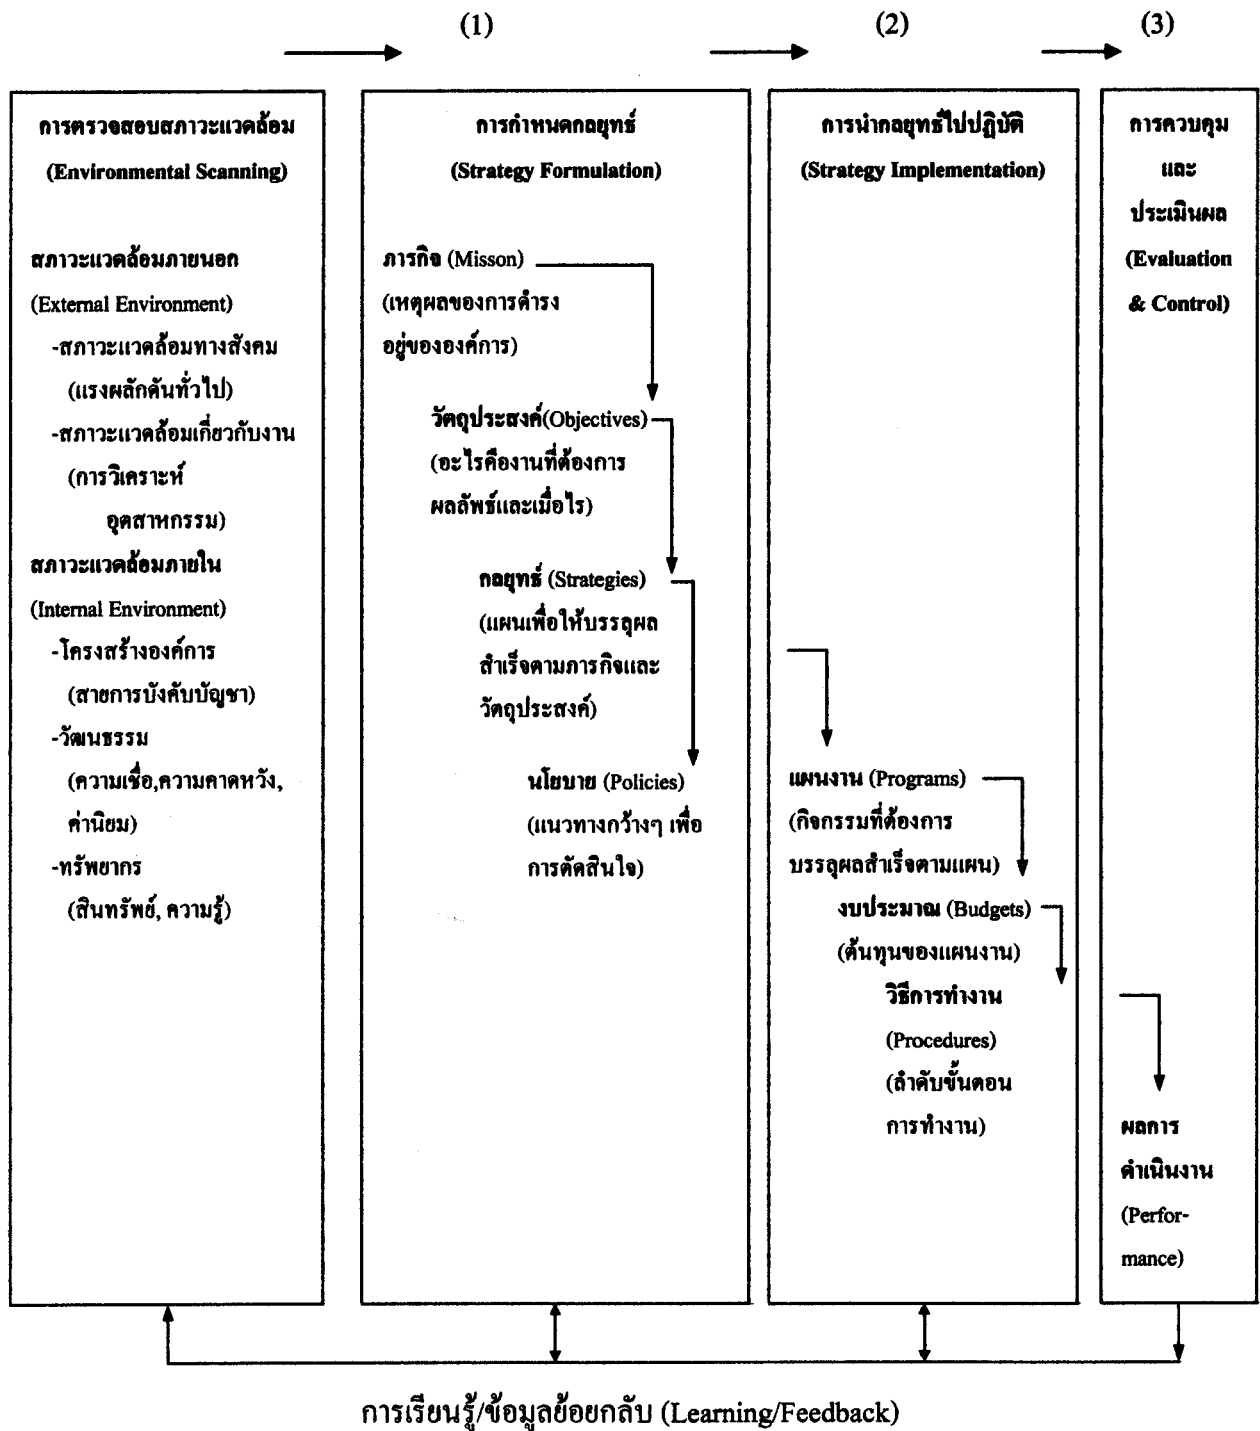 (1)
(2)
(3)
การตรวจสอบสภาวะแวดล้อม
(Environmental Scanning)
สภาวะแวดล้อมภายนอก
(External Environment)
-สภาวะแวดล้อมทางสังคม
(แรงผลักดันทั่วไป)
-สภาวะแวดล้อมเกี่ยวกับงาน
(การวิเคราะห์
อุตสาหกรรม)
สภาวะแวดล้อมภายใน
(Internal Environment)
-โครงสร้างองค์การ
(สายการบังคับบัญชา)
-วัฒนธรรม
(ความเชื่อ,ความคาดหวัง,
ค่านิยม)
-ทรัพยากร
(สินทรัพย์, ความรู้)
การกำหนดกลยุทธ์
(Strategy Formulation)
ภารกิจ (Misson)
(เหตุผลของการดำรง
อยู่ขององค์การ)
วัตถุประสงค์(Objectives)
(อะไรคืองานที่ต้องการ
ผลลัพธ์และเมื่อไร)
กลยุทธ์ (Strategies)
(แผนเพื่อให้บรรลุผล
สำเร็จตามภารกิจและ
วัตถุประสงค์)
นโยบาย (Policies)
(แนวทางกว้างๆ เพื่อ
การตัดสินใจ)
การนำกลยุทธ์ไปปฏิบัติ
(Strategy Implementation)
แผนงาน (Programs)
(กิจกรรมที่ต้องการ
บรรลุผลสำเร็จตามแผน)
งบประมาณ (Budgets)
(ต้นทุนของแผนงาน)
วิธีการทำงาน
(Procedures)
(ลำดับขั้นตอน
การทำงาน)
การควบคุม
และ
ประเมินผล
(Evaluation
& Control)
ผลการ
ดำเนินงาน
(Perfor-
mance)
การเรียนรู้/ข้อมูลย้อยกลับ (Learning/Feedback)